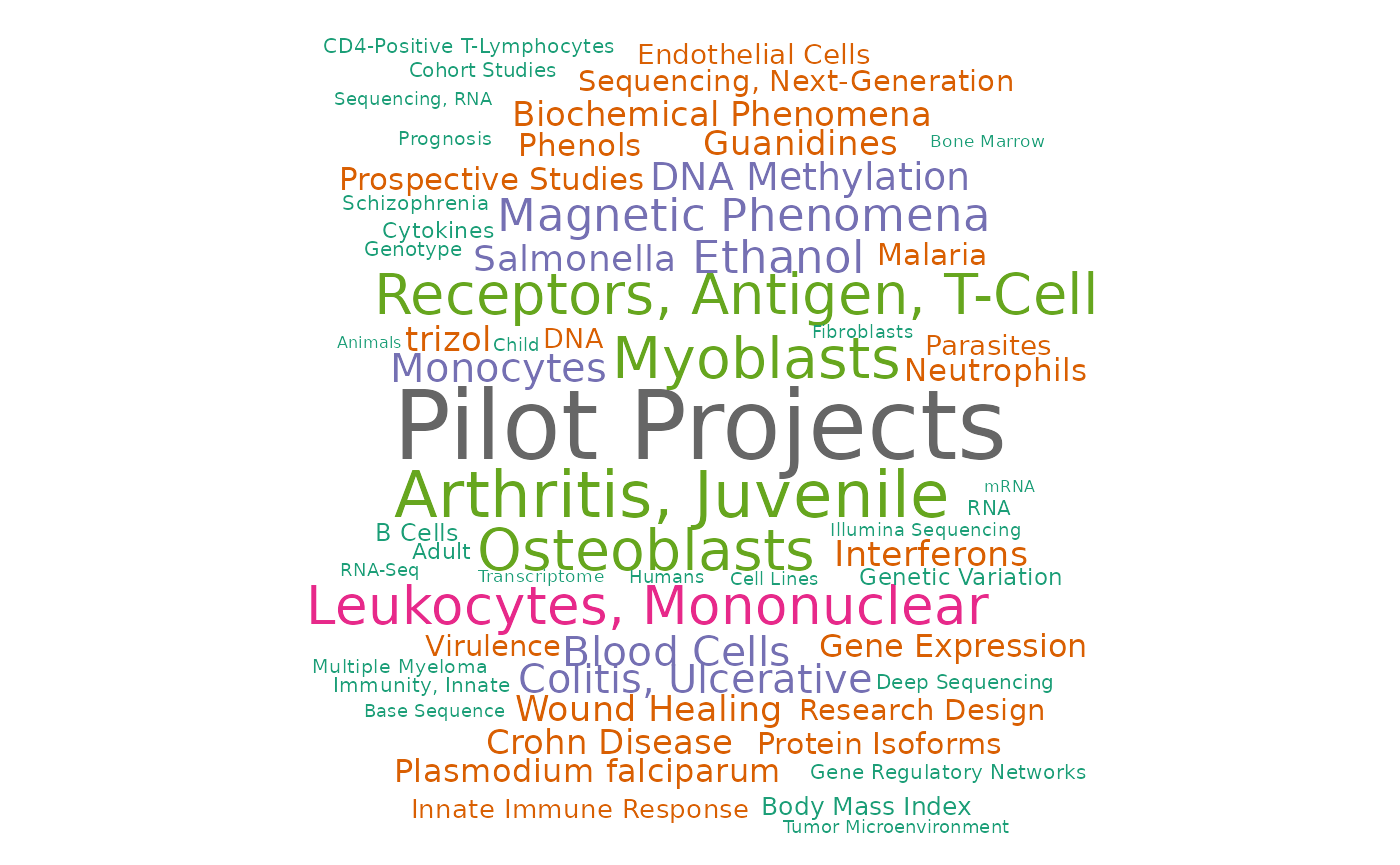 CD4-Positive T-Lymphocytes
Endothelial Cells
Cohort Studies
Sequencing, Next-Generation
Sequencing, RNA
Biochemical Phenomena
Prognosis
Phenols
Guanidines
Bone Marrow
Prospective Studies
DNA Methylation
Schizophrenia
Magnetic Phenomena
Cytokines
Genotype
Salmonella
Ethanol
Malaria
Receptors, Antigen, T-Cell
Animals
trizol
Child
DNA
Fibroblasts
Parasites
Monocytes
Myoblasts
Neutrophils
Pilot Projects
Arthritis, Juvenile
mRNA
RNA
B Cells
Adult
Osteoblasts
Illumina Sequencing
Interferons
RNA-Seq
Transcriptome
Humans
Cell Lines
Genetic Variation
Leukocytes, Mononuclear
Virulence
Blood Cells
Gene Expression
Multiple Myeloma
Immunity, Innate
Colitis, Ulcerative
Deep Sequencing
Base Sequence
Wound Healing
Research Design
Crohn Disease
Protein Isoforms
Plasmodium falciparum
Gene Regulatory Networks
Innate Immune Response
Body Mass Index
Tumor Microenvironment